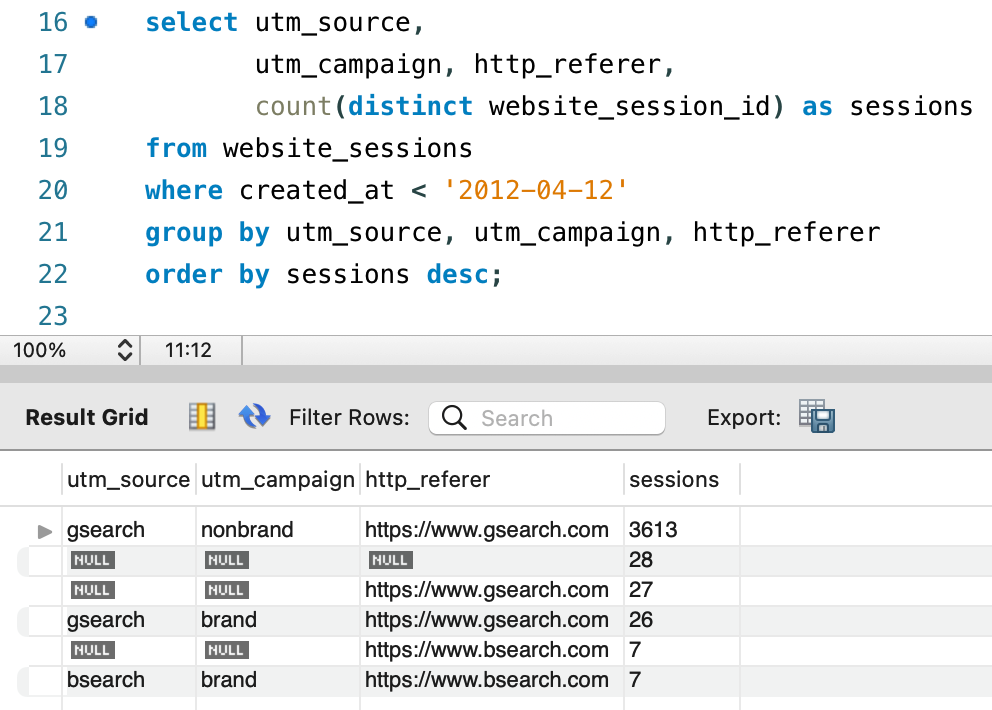 16 select utm_source,
17 utm_campaign, http_referer,
18 count(distinct website_session_id) as sessions
19 from website_sessions
20 where created_at < '2012-04-12'
21 group by utm_source, utm_campaign, http_referer
22 order by sessions desc;
23
100% 11:12
Result Grid Filter Rows: Search Export:
utm_source utm_campaign http_referer sessions
gsearch nonbrand https://www.gsearch.com 3613
NULL NULL NULL 28
NULL NULL https://www.gsearch.com 27
gsearch brand https://www.gsearch.com 26
NULL NULL https://www.bsearch.com 7
bsearch brand https://www.bsearch.com 7